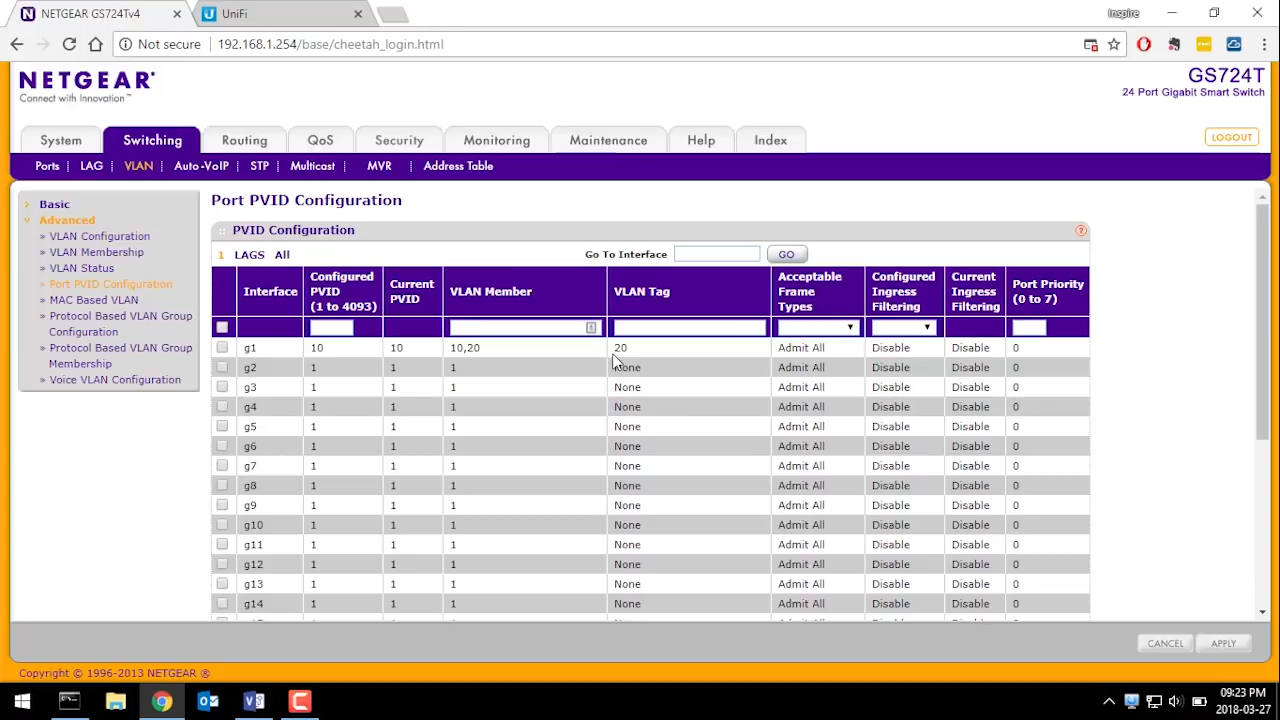 NETGEAR GS724Tv4
UniFi
Inspire
Not secure 192.168.1.254/base/cheetah_login.html
NETGEAR®
Connect with Innovation™
GS724T
24 Port Gigabit Smart Switch
System Switching Routing QoS Security Monitoring Maintenance Help Index
LOGOUT
Ports LAG VLAN Auto-VoIP STP Multicast MVR Address Table
Basic
Advanced
VLAN Configuration
VLAN Membership
VLAN Status
Port PVID Configuration
MAC Based VLAN
Protocol Based VLAN Group
Configuration
Protocol Based VLAN Group
Membership
Voice VLAN Configuration
Port PVID Configuration
PVID Configuration
1 LAGS All Go To Interface GO
Interface Configured PVID (1 to 4093) Current PVID VLAN Member VLAN Tag Acceptable Frame Types Configured Ingress Filtering Current Ingress Filtering Port Priority (0 to 7)
g1 10 10 10,20 20 Admit All Disable Disable 0
g2 1 1 1 None Admit All Disable Disable 0
g3 1 1 1 None Admit All Disable Disable 0
g4 1 1 1 None Admit All Disable Disable 0
g5 1 1 1 None Admit All Disable Disable 0
g6 1 1 1 None Admit All Disable Disable 0
g7 1 1 1 None Admit All Disable Disable 0
g8 1 1 1 None Admit All Disable Disable 0
g9 1 1 1 None Admit All Disable Disable 0
g10 1 1 1 None Admit All Disable Disable 0
g11 1 1 1 None Admit All Disable Disable 0
g12 1 1 1 None Admit All Disable Disable 0
g13 1 1 1 None Admit All Disable Disable 0
g14 1 1 1 None Admit All Disable Disable 0
CANCEL APPLY
Copyright © 1996-2013 NETGEAR ®
09:23 PM
2018-03-27